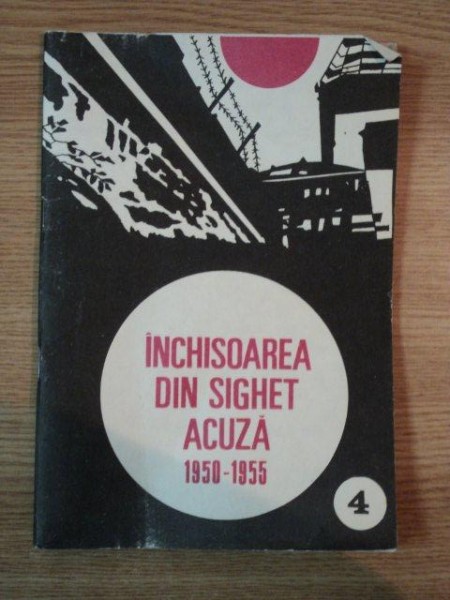 ÎNCHISOAREA
DIN SIGHET
ACUZĂ
1950-1955
4